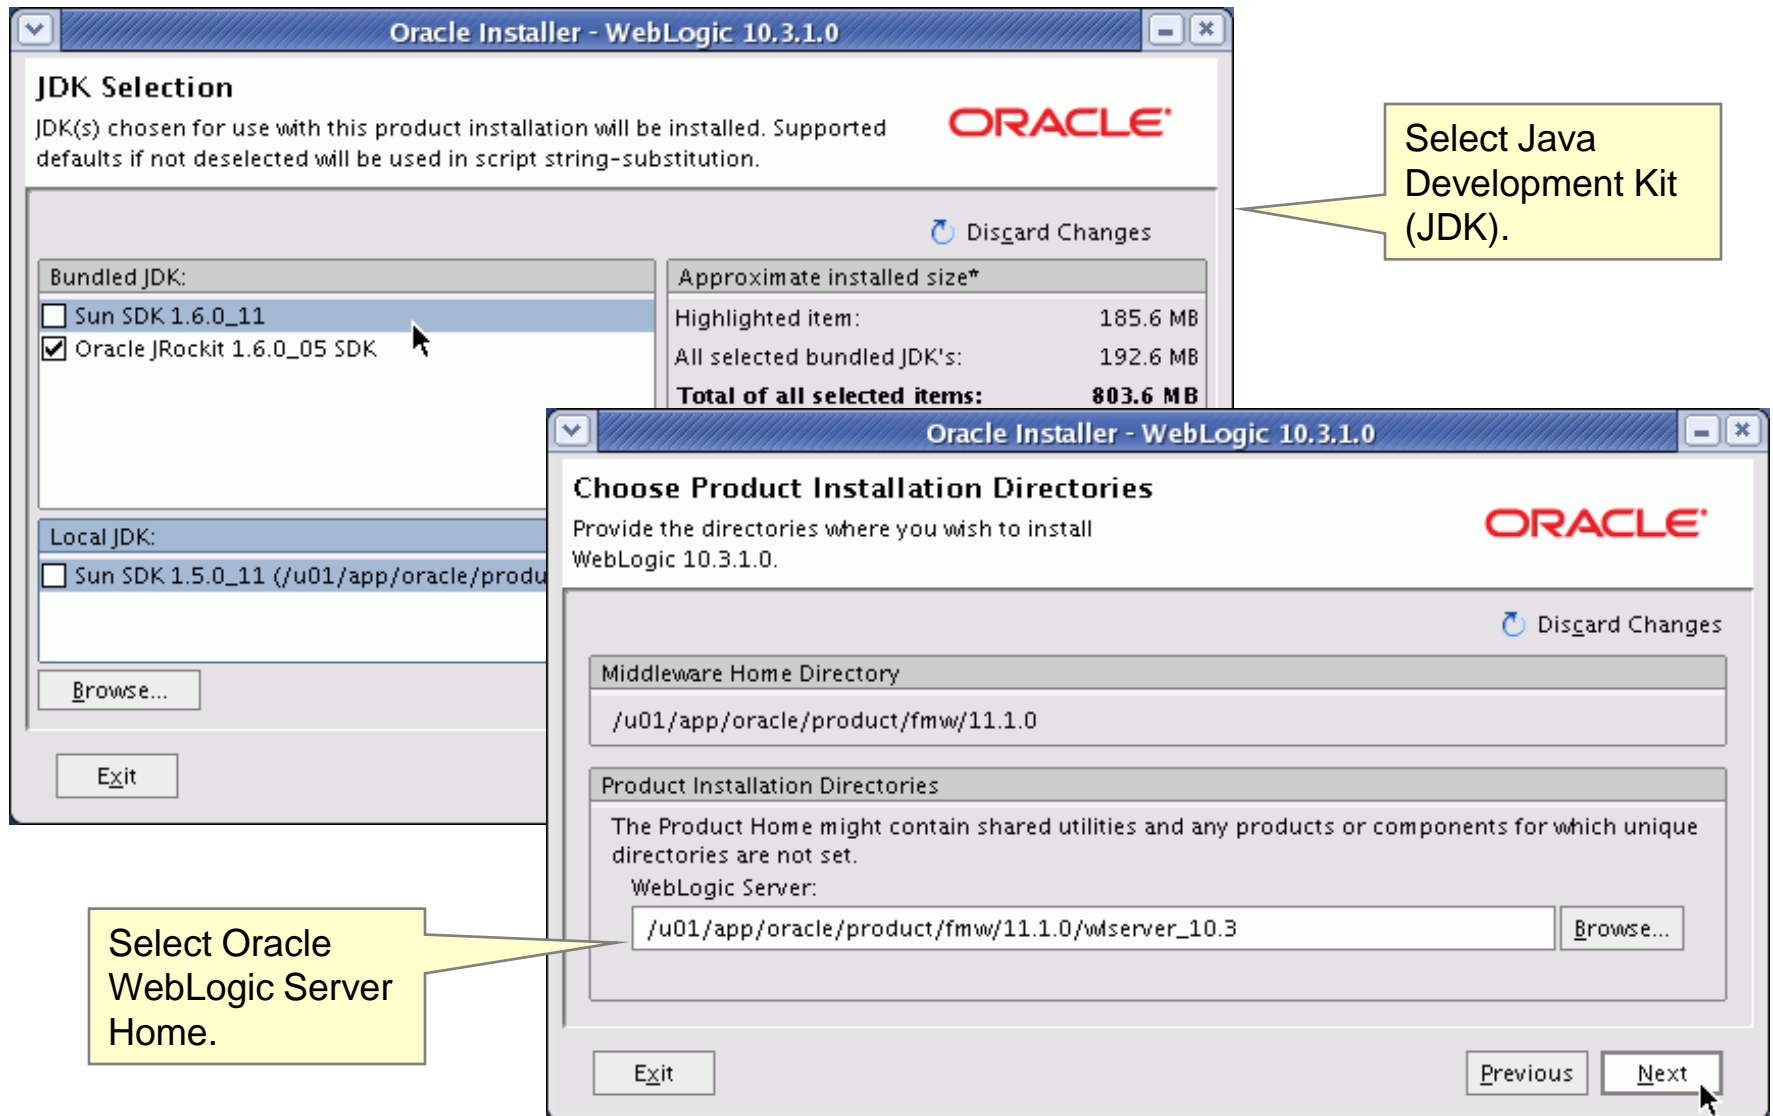 Oracle Installer - WebLogic 10.3.1.0
JDK Selection
JDK(s) chosen for use with this product installation will be installed. Supported
defaults if not deselected will be used in script string-substitution.
ORACLE
Discard Changes
Bundled JDK:
Sun SDK 1.6.0_11
Oracle JRockit 1.6.0_05 SDK
Approximate installed size*
Highlighted item: 185.6 MB
All selected bundled JDK's: 192.6 MB
Total of all selected items: 803.6 MB
Local JDK:
Sun SDK 1.5.0_11 (/u01/app/oracle/produ
Browse...
Exit
Select Java
Development Kit
(JDK).
Oracle Installer - WebLogic 10.3.1.0
Choose Product Installation Directories
Provide the directories where you wish to install
WebLogic 10.3.1.0.
ORACLE
Discard Changes
Middleware Home Directory
/u01/app/oracle/product/fmw/11.1.0
Product Installation Directories
The Product Home might contain shared utilities and any products or components for which unique
directories are not set.
WebLogic Server:
/u01/app/oracle/product/fmw/11.1.0/wlserver_10.3
Browse...
Select Oracle
WebLogic Server
Home.
Exit
Previous
Next